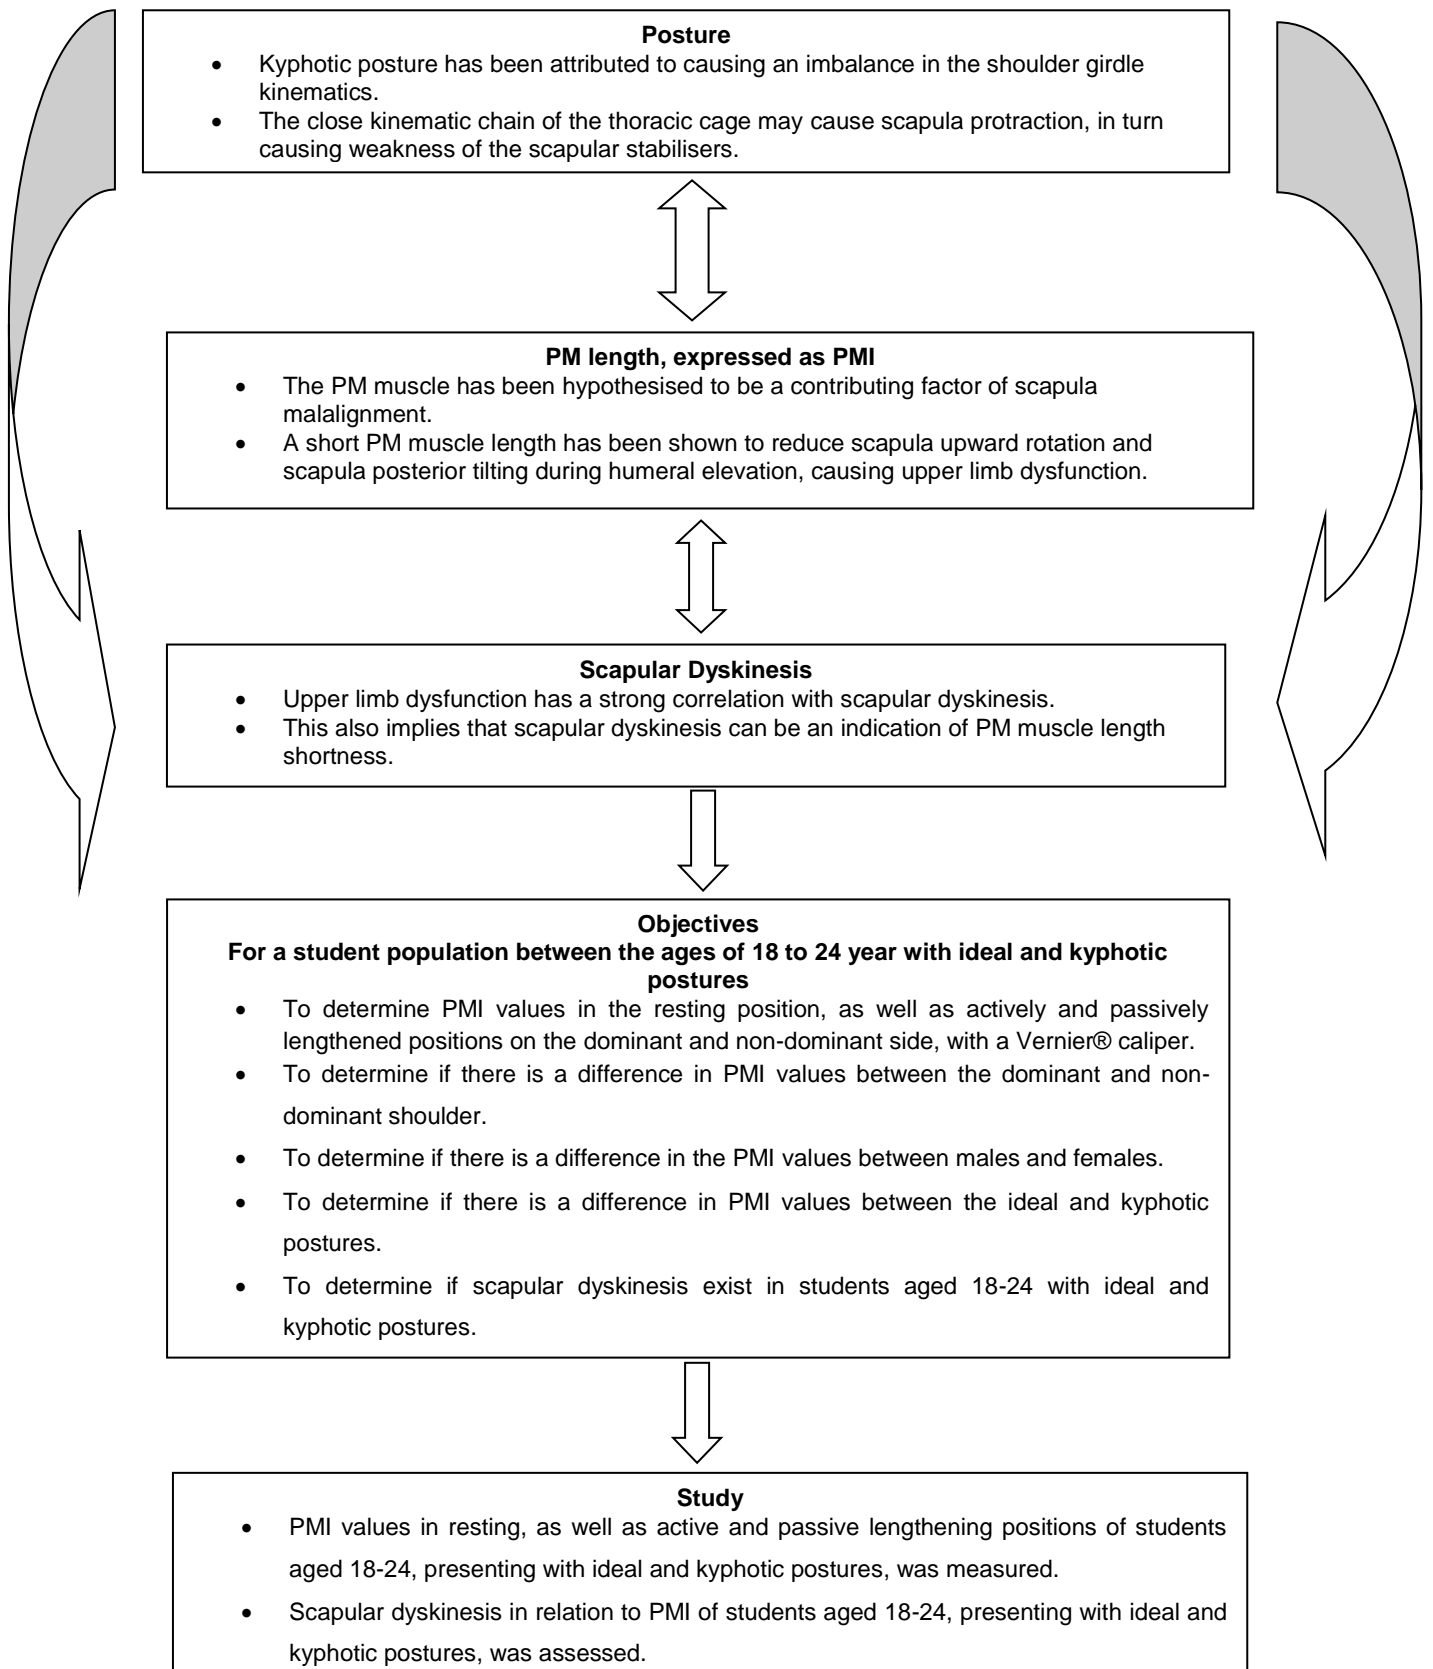 Posture
• Kyphotic posture has been attributed to causing an imbalance in the shoulder girdle
kinematics.
• The close kinematic chain of the thoracic cage may cause scapula protraction, in turn
causing weakness of the scapular stabilisers.
PM length, expressed as PMI
• The PM muscle has been hypothesised to be a contributing factor of scapula
malalignment.
• A short PM muscle length has been shown to reduce scapula upward rotation and
scapula posterior tilting during humeral elevation, causing upper limb dysfunction.
Scapular Dyskinesis
• Upper limb dysfunction has a strong correlation with scapular dyskinesis.
• This also implies that scapular dyskinesis can be an indication of PM muscle length
shortness.
Objectives
For a student population between the ages of 18 to 24 year with ideal and kyphotic
postures
• To determine PMI values in the resting position, as well as actively and passively
lengthened positions on the dominant and non-dominant side, with a Vernier® caliper.
• To determine if there is a difference in PMI values between the dominant and non-
dominant shoulder.
• To determine if there is a difference in the PMI values between males and females.
• To determine if there is a difference in PMI values between the ideal and kyphotic
postures.
• To determine if scapular dyskinesis exist in students aged 18-24 with ideal and
kyphotic postures.
Study
• PMI values in resting, as well as active and passive lengthening positions of students
aged 18-24, presenting with ideal and kyphotic postures, was measured.
• Scapular dyskinesis in relation to PMI of students aged 18-24, presenting with ideal and
kyphotic postures, was assessed.